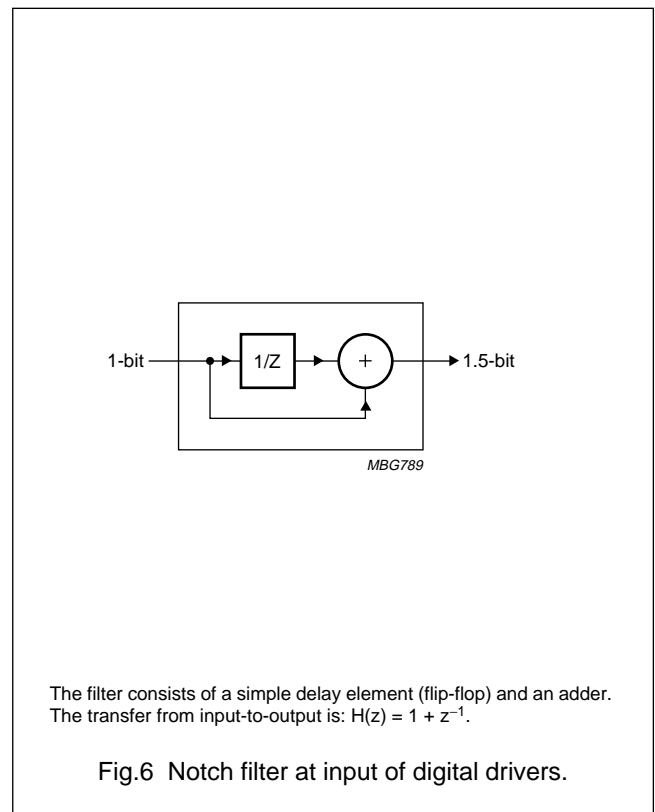 1-bit
1/Z
+
1.5-bit
MBG789
The filter consists of a simple delay element (flip-flop) and an adder.
The transfer from input-to-output is: H(z) = 1 + z⁻¹.
Fig.6 Notch filter at input of digital drivers.